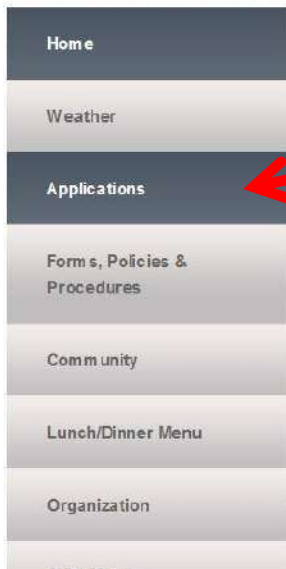 Home
Weather
Applications
Forms, Policies &
Procedures
Community
Lunch/Dinner Menu
Organization